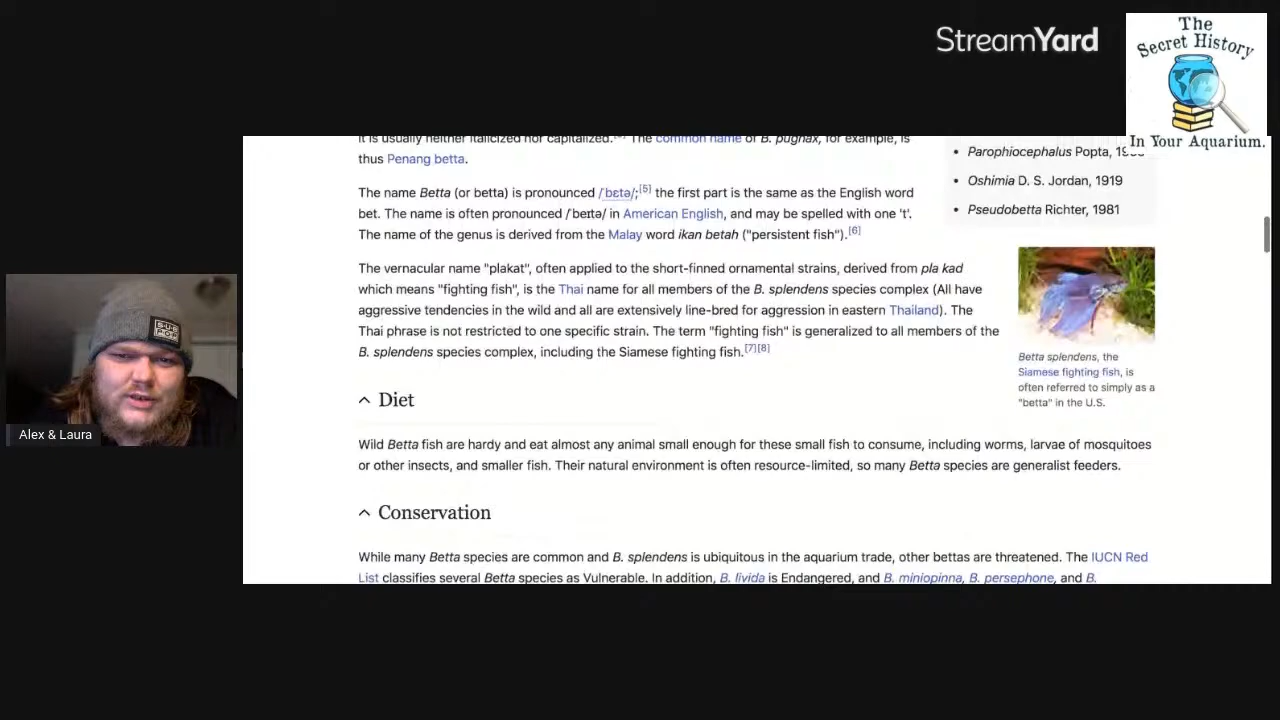 StreamYard
The
Secret History
In Your Aquarium.
it is usually neither italicized nor capitalized. The common name of B. pugnax, for example, is
thus Penang betta.
The name Betta (or betta) is pronounced /ˈbɛtə/;[5] the first part is the same as the English word
bet. The name is often pronounced /ˈbeɪtə/ in American English, and may be spelled with one 't'.
The name of the genus is derived from the Malay word ikan betah ("persistent fish").[6]
The vernacular name "plakat", often applied to the short-finned ornamental strains, derived from pla kad
which means "fighting fish", is the Thai name for all members of the B. splendens species complex (All have
aggressive tendencies in the wild and all are extensively line-bred for aggression in eastern Thailand). The
Thai phrase is not restricted to one specific strain. The term "fighting fish" is generalized to all members of the
B. splendens species complex, including the Siamese fighting fish.[7][8]
• Parophiocephalus Popta,
• Oshimia D. S. Jordan, 1919
• Pseudobetta Richter, 1981
Betta splendens, the
Siamese fighting fish, is
often referred to simply as a
"betta" in the U.S.
Diet
Wild Betta fish are hardy and eat almost any animal small enough for these small fish to consume, including worms, larvae of mosquitoes
or other insects, and smaller fish. Their natural environment is often resource-limited, so many Betta species are generalist feeders.
Conservation
While many Betta species are common and B. splendens is ubiquitous in the aquarium trade, other bettas are threatened. The IUCN Red
List classifies several Betta species as Vulnerable. In addition, B. livida is Endangered, and B. miniopinna, B. persephone, and B.
S-U-B
Alex & Laura